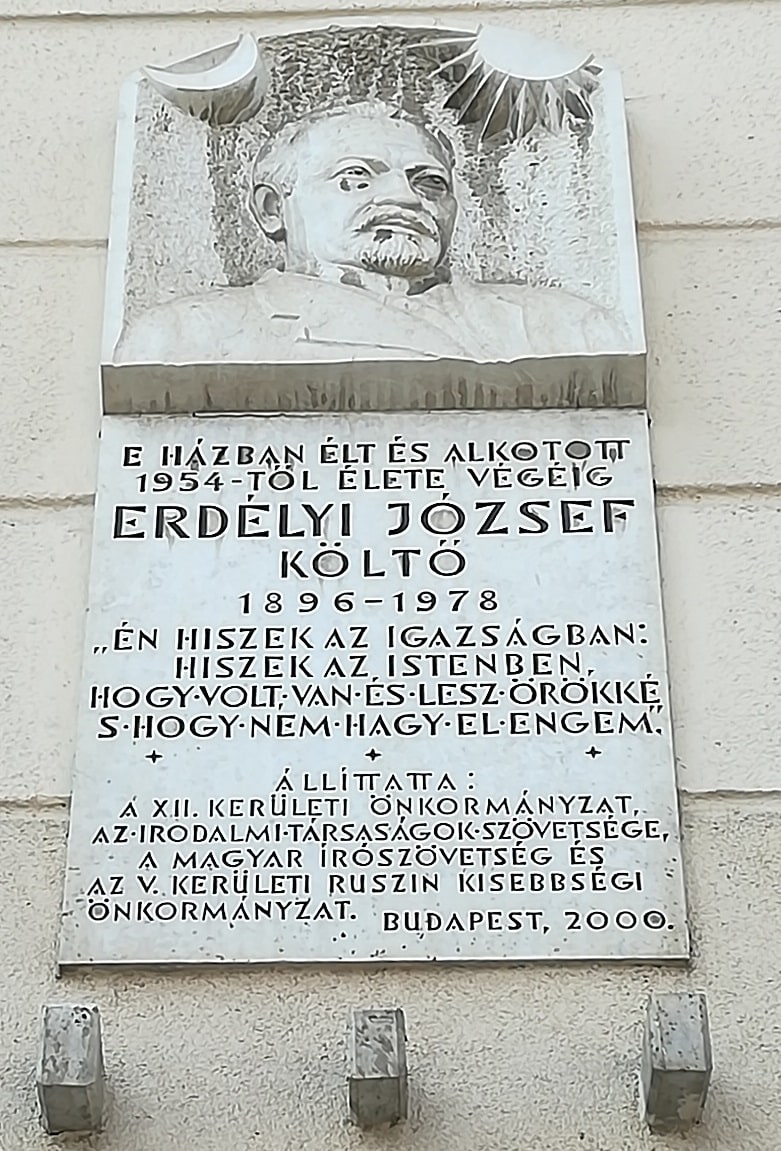 E HÁZBAN ÉLT ÉS ALKOTOTT
1954-TŐL ÉLETE VÉGÉIG
ERDÉLYI JÓZSEF
KÖLTŐ
1896-1978
„ÉN HISZEK AZ IGAZSÁGBAN:
HISZEK AZ ISTENBEN,
HOGY·VOLT,·VAN·ÉS·LESZ·ÖRÖKKÉ
S·HOGY·NEM·HAGY·EL·ENGEM."
ÁLLÍTTATTA:
A XII. KERÜLETI ÖNKORMÁNYZAT,
AZ·IRODALMI·TÁRSASÁGOK·SZÖVETSÉGE,
A MAGYAR ÍRÓSZÖVETSÉG ÉS
AZ V. KERÜLETI RUSZIN KISEBBSÉGI
ÖNKORMÁNYZAT.
BUDAPEST, 2000.